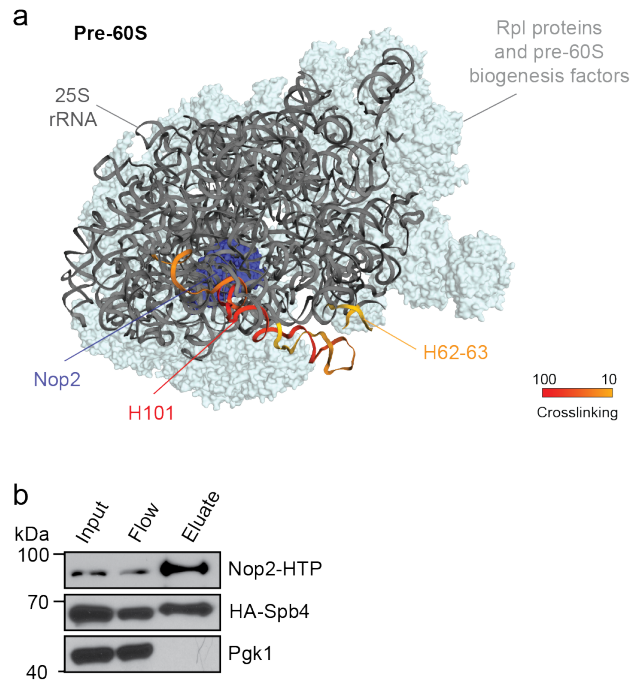 a
Pre-60S
Rpl proteins
and pre-60S
biogenesis factors
25S
rRNA
Nop2
H101
H62-63
100 10
Crosslinking
b
kDa
Input Flow Eluate
100
Nop2-HTP
70
HA-Spb4
Pgk1
40